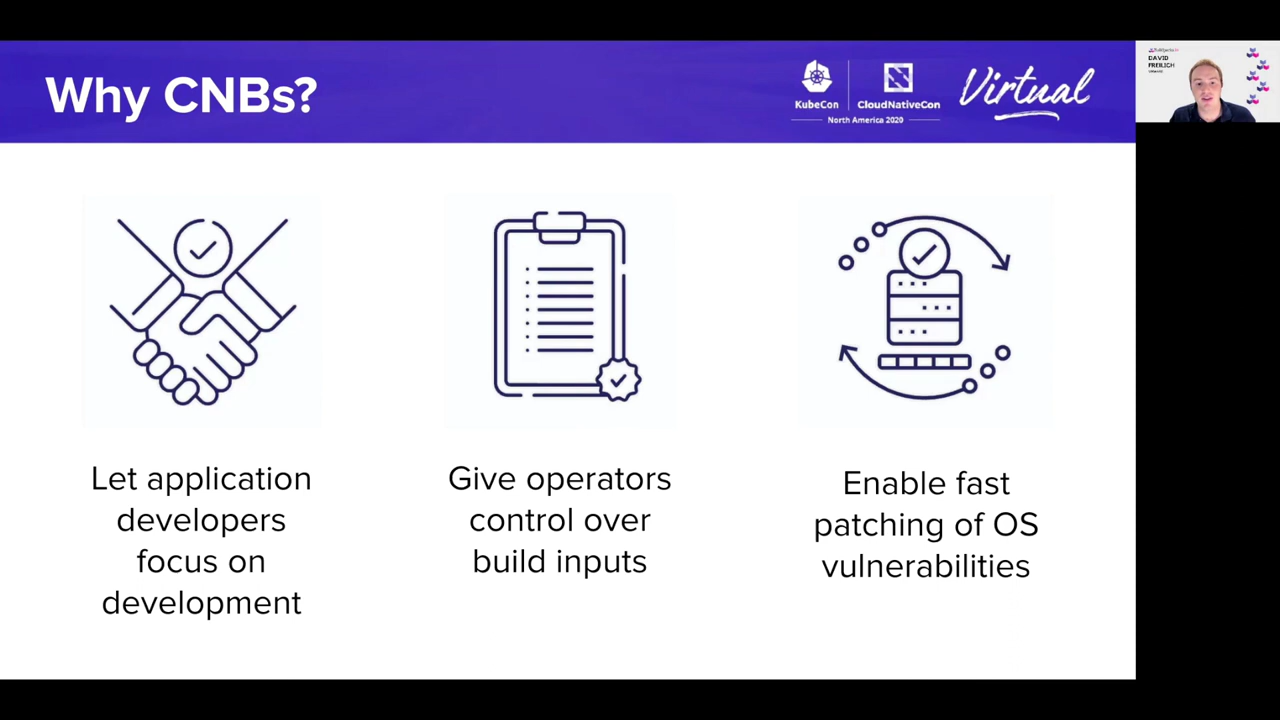 Why CNBs?
KubeCon
CloudNativeCon
North America 2020
Virtual
DAVID
FREILICH
Let application
developers
focus on
development
Give operators
control over
build inputs
Enable fast
patching of OS
vulnerabilities